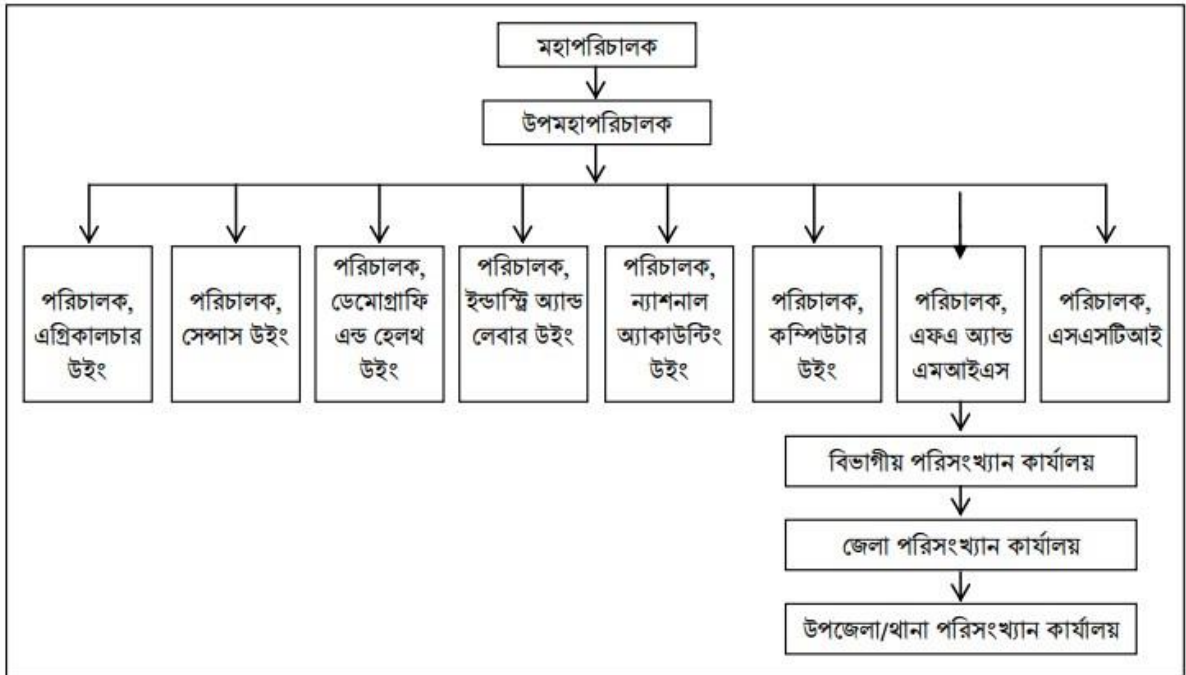 মহাপরিচালক
উপমহাপরিচালক
পরিচালক,
এগ্রিকালচার
উইং
পরিচালক,
সেন্সাস উইং
পরিচালক,
ডেমোগ্রাফি
এন্ড হেলথ
উইং
পরিচালক,
ইন্ডাস্ট্রি অ্যান্ড
লেবার উইং
পরিচালক,
ন্যাশনাল
অ্যাকাউন্টিং
উইং
পরিচালক,
কম্পিউটার
উইং
পরিচালক,
এফএ অ্যান্ড
এমআইএস
পরিচালক,
এসএসটিআই
বিভাগীয় পরিসংখ্যান কার্যালয়
জেলা পরিসংখ্যান কার্যালয়
উপজেলা/থানা পরিসংখ্যান কার্যালয়